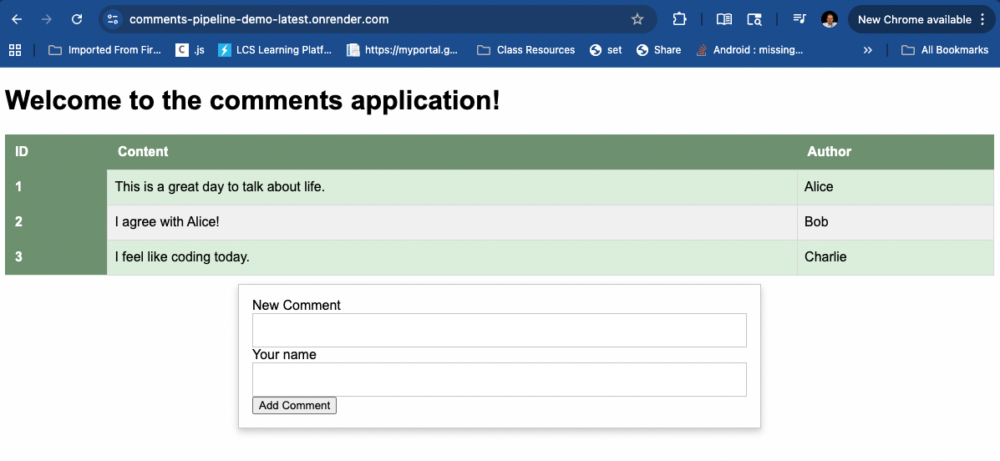 comments-pipeline-demo-latest.onrender.com
New Chrome available
Imported From Fir...
C .js
LCS Learning Platf...
https://myportal.g...
Class Resources
set
Share
Android : missing...
»
All Bookmarks
Welcome to the comments application!
ID Content Author
1 This is a great day to talk about life. Alice
2 I agree with Alice! Bob
3 I feel like coding today. Charlie
New Comment
Your name
Add Comment